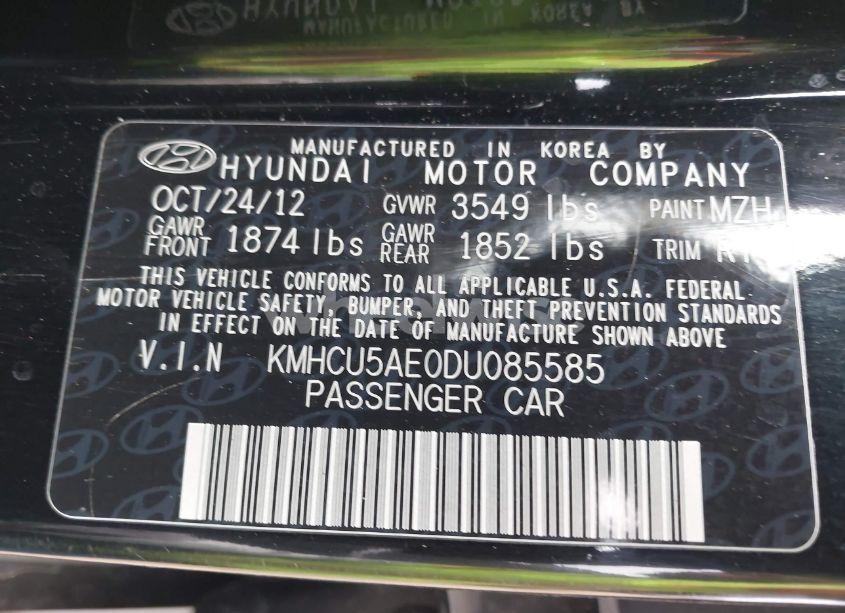 MANUFACTURED IN KOREA BY
HYUNDAI MOTOR COMPANY
OCT/24/12 GVWR 3549 lbs PAINT MZH
GAWR FRONT 1874 lbs GAWR REAR 1852 lbs TRIM
THIS VEHICLE CONFORMS TO ALL APPLICABLE U.S.A. FEDERAL
MOTOR VEHICLE SAFETY, BUMPER, AND THEFT PREVENTION STANDARDS
IN EFFECT ON THE DATE OF MANUFACTURE SHOWN ABOVE
V.I.N KMHCU5AE0DU085585
PASSENGER CAR